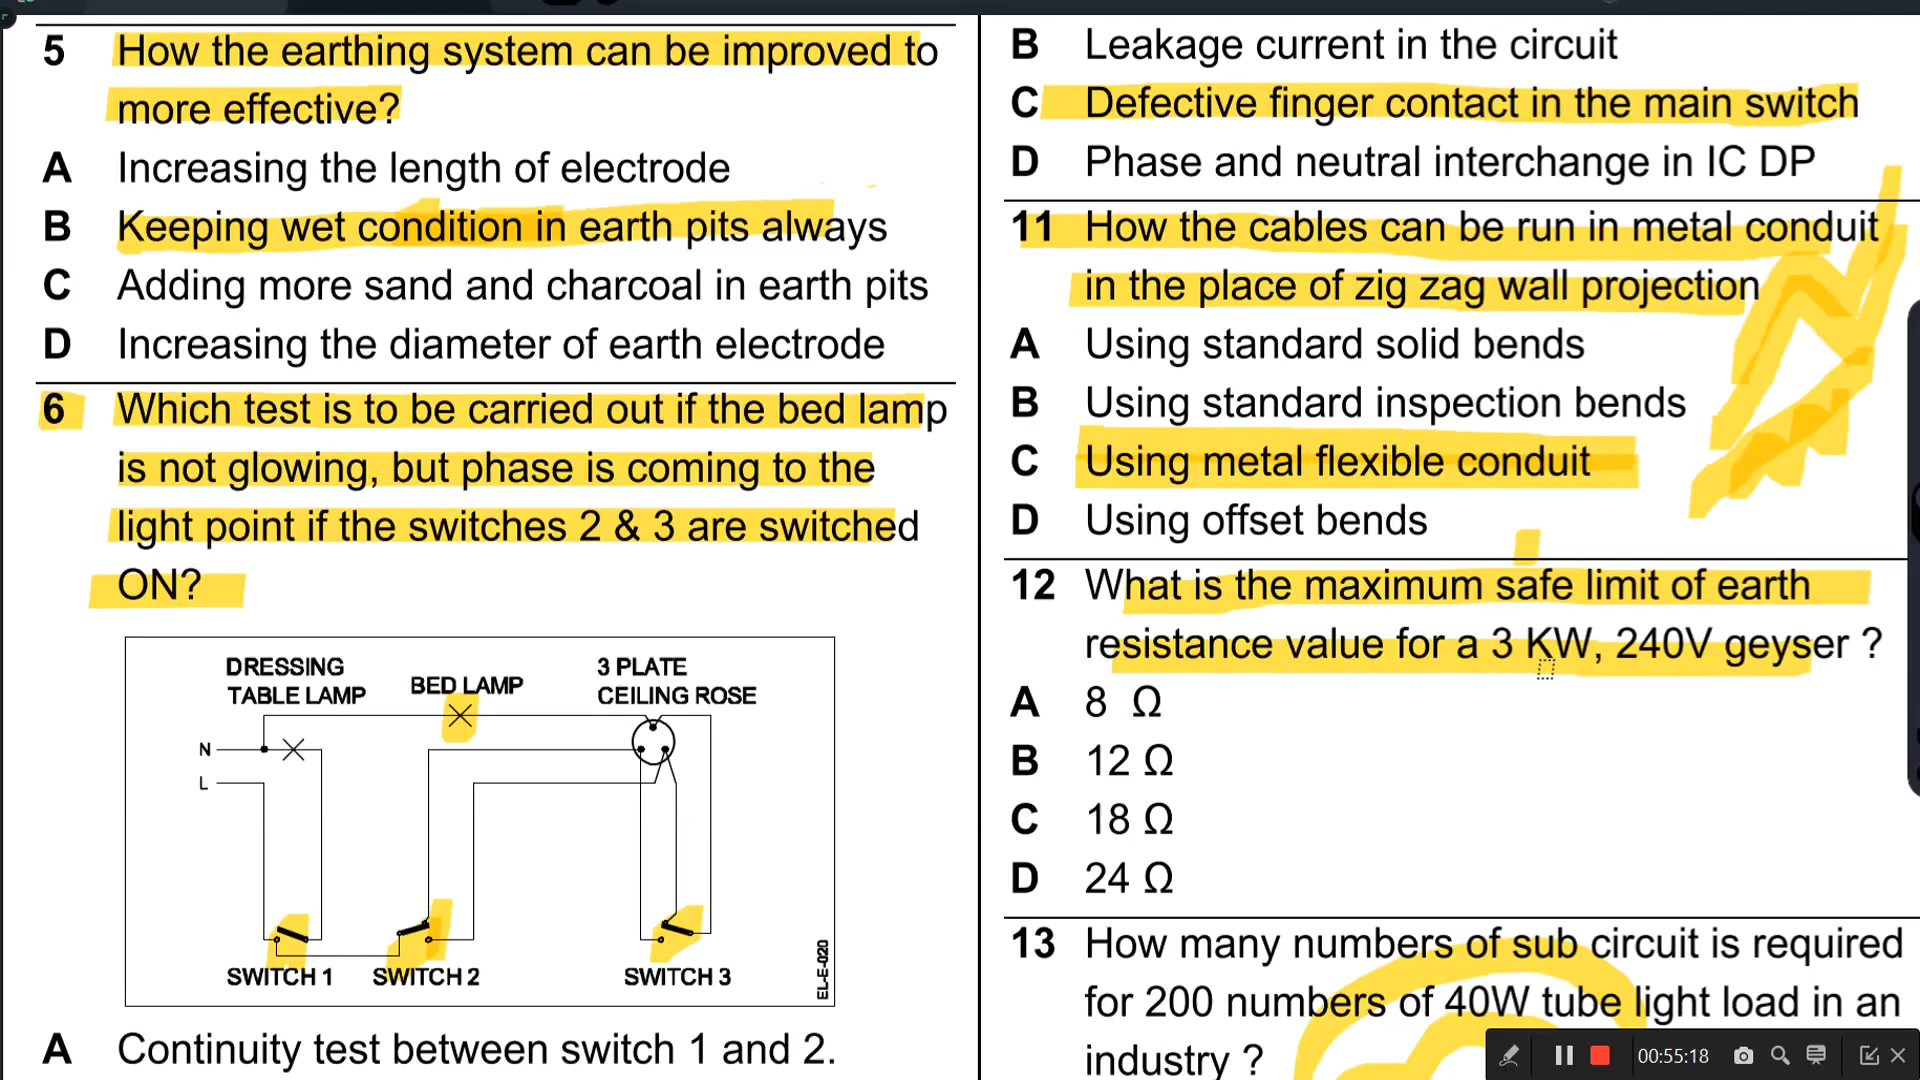 5 How the earthing system can be improved to
more effective?
A Increasing the length of electrode
B Keeping wet condition in earth pits always
C Adding more sand and charcoal in earth pits
D Increasing the diameter of earth electrode
6 Which test is to be carried out if the bed lamp
is not glowing, but phase is coming to the
light point if the switches 2 & 3 are switched
ON?
DRESSING
TABLE LAMP
BED LAMP
3 PLATE
CEILING ROSE
N
L
SWITCH 1
SWITCH 2
SWITCH 3
EL-E-020
A Continuity test between switch 1 and 2.
B Leakage current in the circuit
C Defective finger contact in the main switch
D Phase and neutral interchange in IC DP
11 How the cables can be run in metal conduit
in the place of zig zag wall projection
A Using standard solid bends
B Using standard inspection bends
C Using metal flexible conduit
D Using offset bends
12 What is the maximum safe limit of earth
resistance value for a 3 KW, 240V geyser ?
A 8 Ω
B 12 Ω
C 18 Ω
D 24 Ω
13 How many numbers of sub circuit is required
for 200 numbers of 40W tube light load in an
industry ?
00:55:18